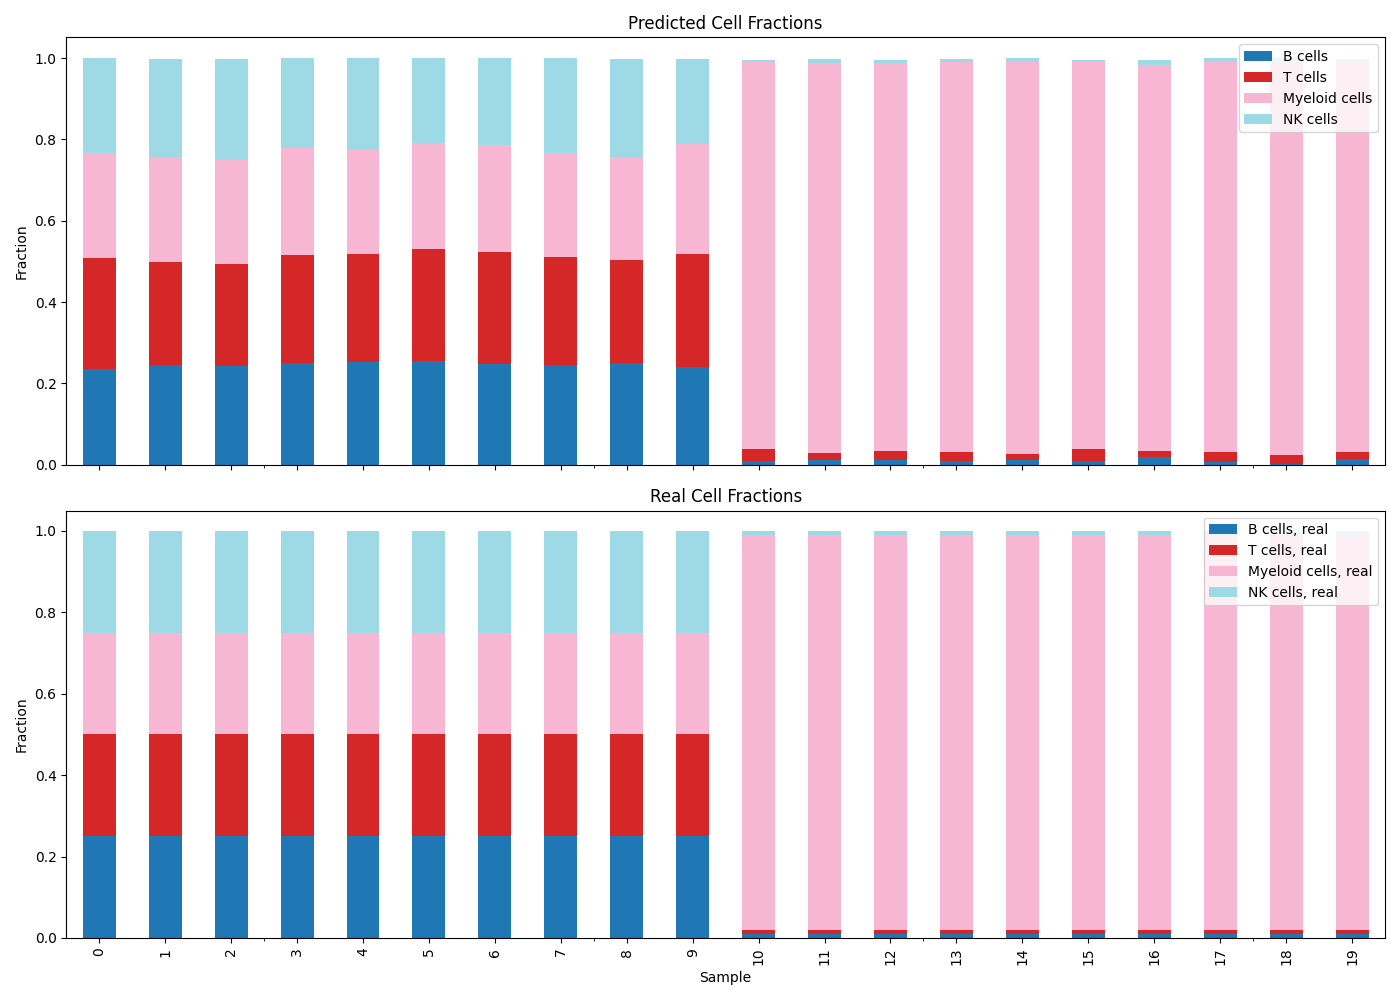 Predicted Cell Fractions
Fraction
1.0
0.8
0.6
0.4
0.2
0.0
B cells
T cells
Myeloid cells
NK cells
Real Cell Fractions
Fraction
1.0
0.8
0.6
0.4
0.2
0.0
B cells, real
T cells, real
Myeloid cells, real
NK cells, real
0 1 2 3 4 5 6 7 8 9 10 11 12 13 14 15 16 17 18 19
Sample